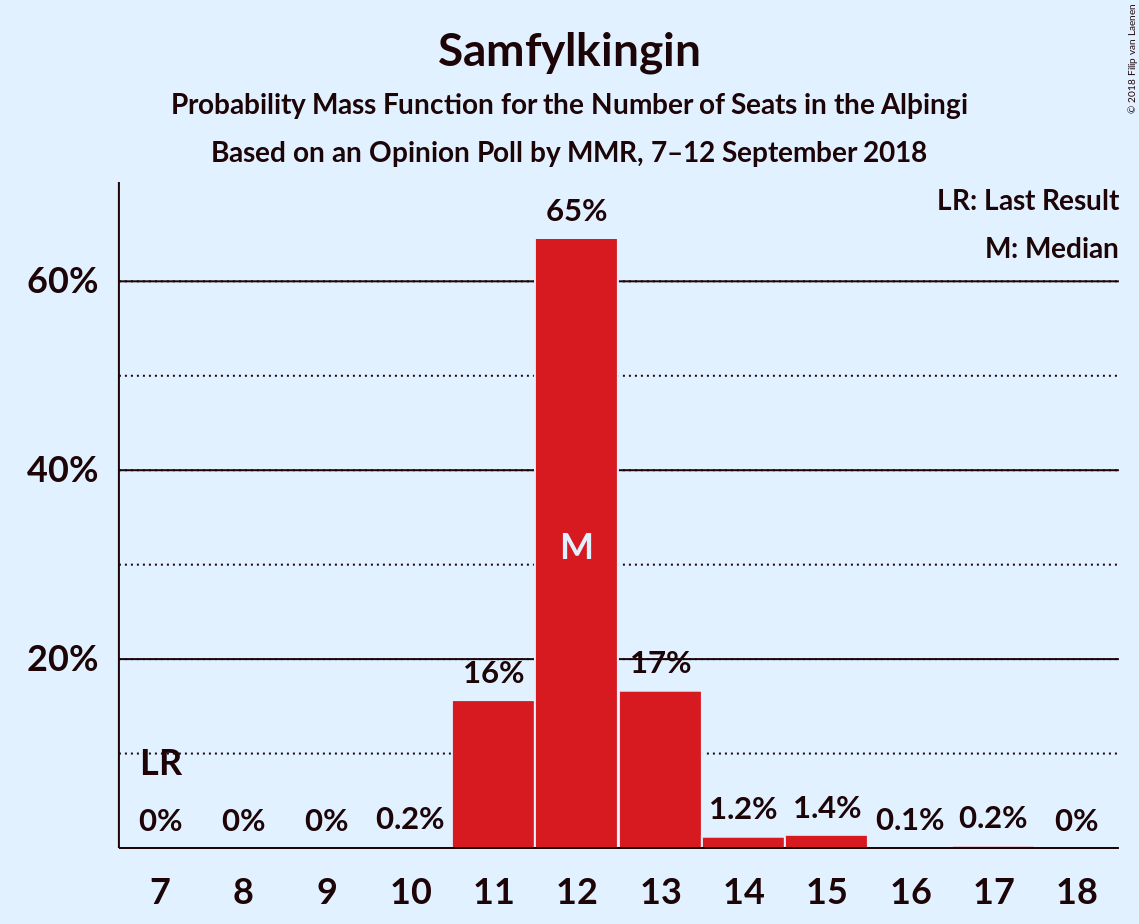 Samfylkingin
Probability Mass Function for the Number of Seats in the Alþingi
Based on an Opinion Poll by MMR, 7–12 September 2018
© 2018 Filip van Laenen
LR: Last Result
M: Median
60%
40%
20%
65%
M
16%
17%
LR
0%
0%
0%
0.2%
1.2%
1.4%
0.1%
0.2%
0%
7 8 9 10 11 12 13 14 15 16 17 18